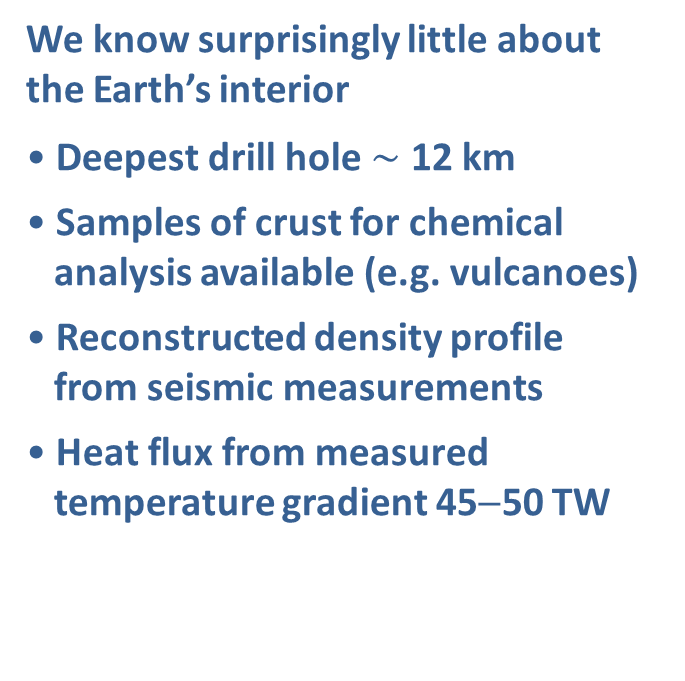 We know surprisingly little about
the Earth’s interior
• Deepest drill hole ∼ 12 km
• Samples of crust for chemical
analysis available (e.g. vulcanoes)
• Reconstructed density profile
from seismic measurements
• Heat flux from measured
temperature gradient 45–50 TW